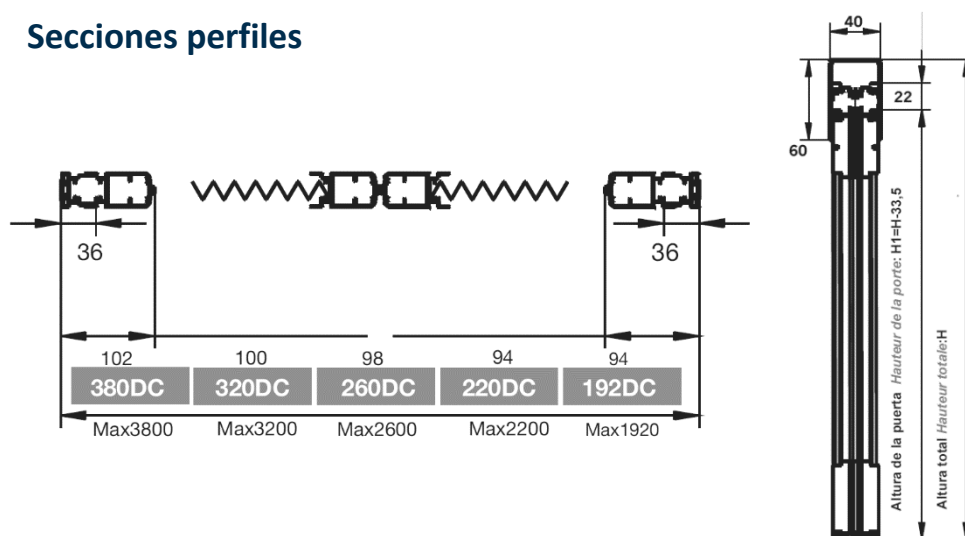 Secciones perfiles
40
22
60
36
36
102 100 98 94 94
380DC 320DC 260DC 220DC 192DC
Max3800 Max3200 Max2600 Max2200 Max1920
Altura de la puerta Hauteur de la porte: H1=H-33,5
Altura total Hauteur totale:H